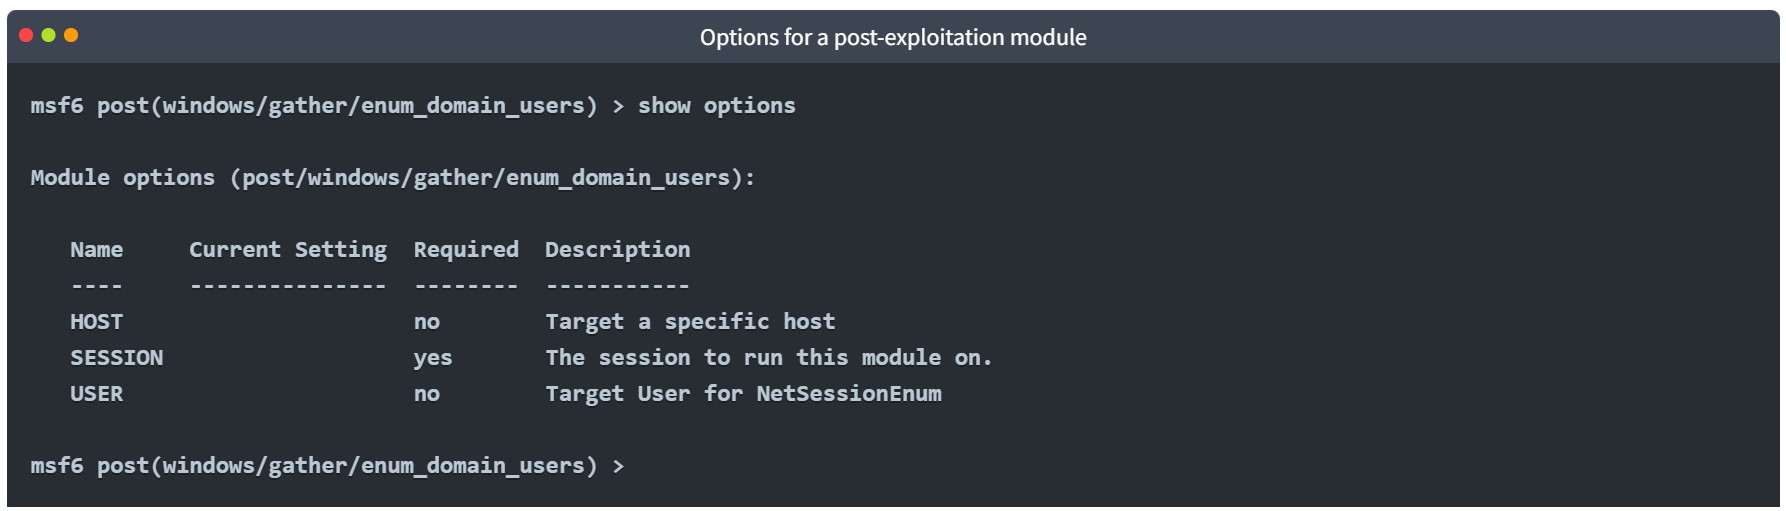 Options for a post-exploitation module
msf6 post(windows/gather/enum_domain_users) > show options
Module options (post/windows/gather/enum_domain_users):
   Name     Current Setting  Required  Description
   ----     ---------------  --------  -----------
   HOST                      no        Target a specific host
   SESSION                   yes       The session to run this module on.
   USER                      no        Target User for NetSessionEnum
msf6 post(windows/gather/enum_domain_users) >